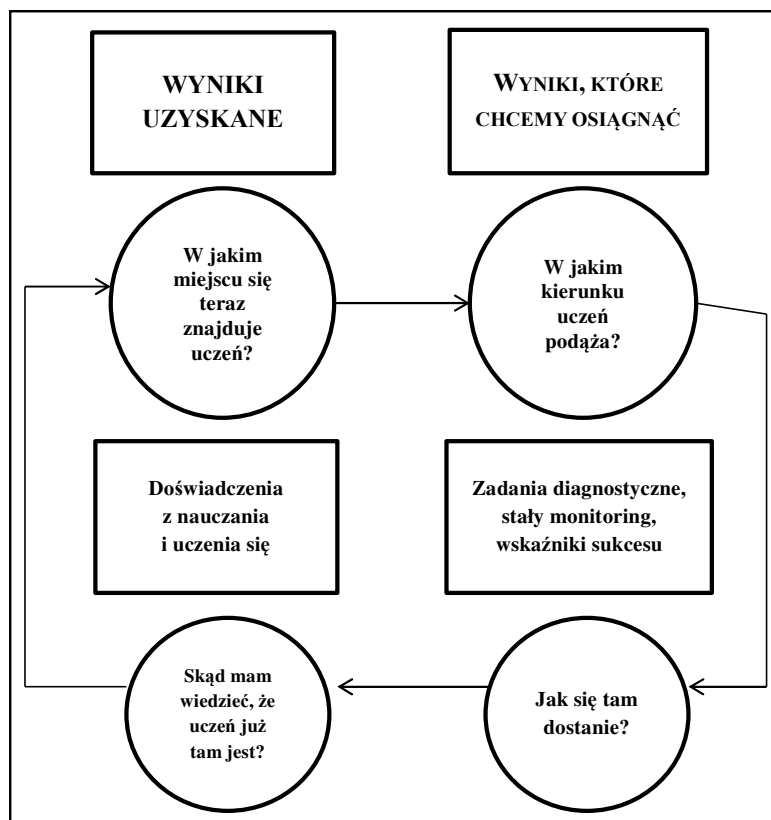 WYNIKI
UZYSKANE
WYNIKI, KTÓRE
CHCEMY OSIĄGNĄĆ
W jakim
miejscu się
teraz
znajduje
uczeń?
W jakim
kierunku
uczeń
podąża?
Doświadczenia
z nauczania
i uczenia się
Zadania diagnostyczne,
stały monitoring,
wskaźniki sukcesu
Skąd mam
wiedzieć, że
uczeń już
tam jest?
Jak się tam
dostanie?